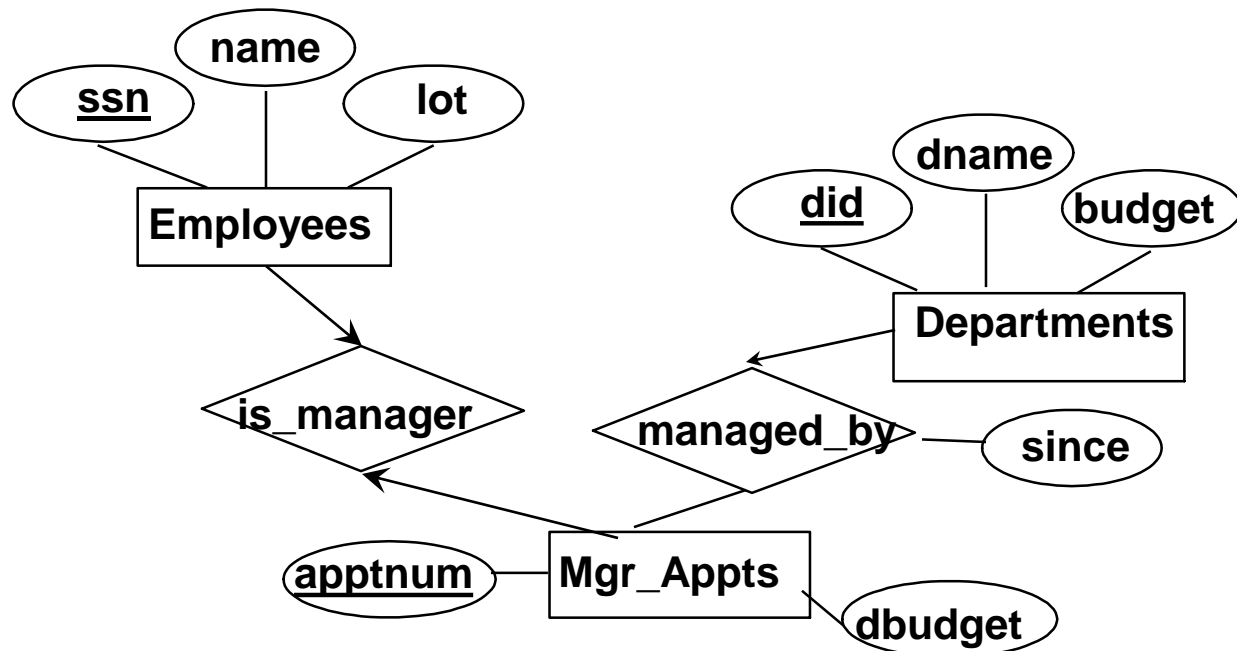 name
ssn
lot
Employees
dname
did
budget
Departments
is_manager
managed_by
since
apptnum
Mgr_Appts
dbudget